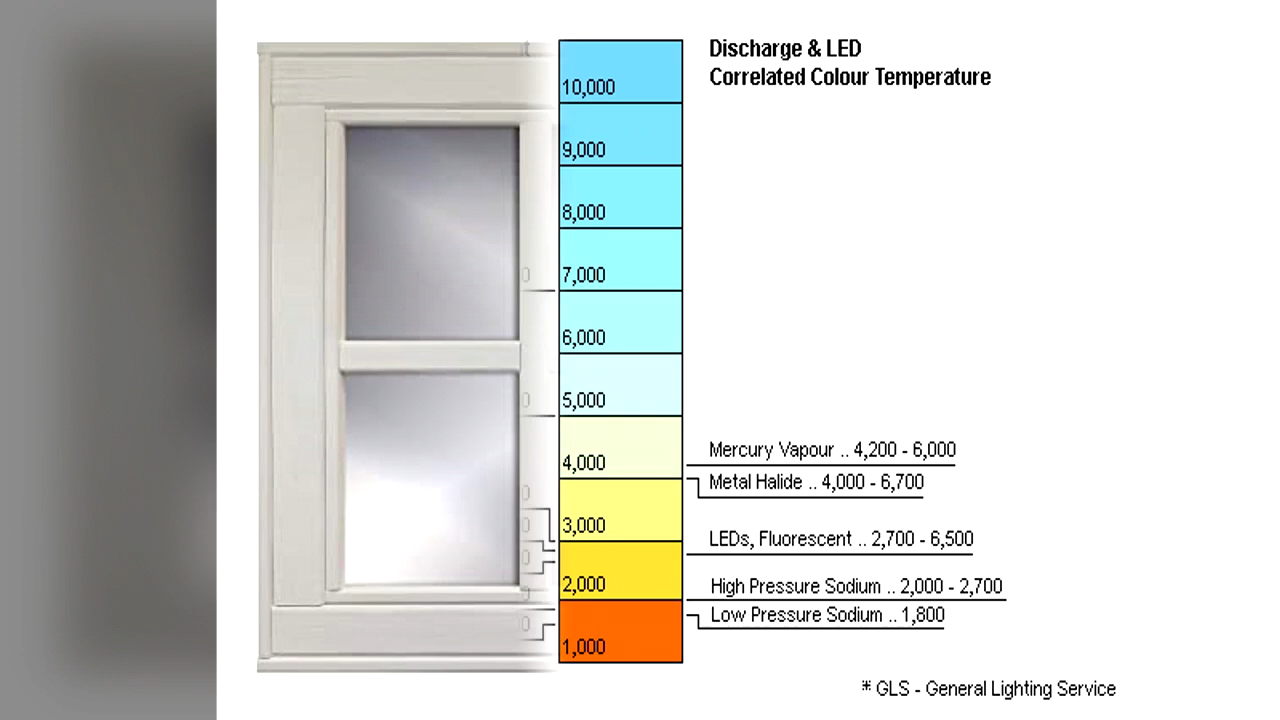 Discharge & LED
Correlated Colour Temperature
10,000
9,000
8,000
7,000
6,000
5,000
4,000
3,000
2,000
1,000
Mercury Vapour .. 4,200 - 6,000
Metal Halide .. 4,000 - 6,700
LEDs, Fluorescent .. 2,700 - 6,500
High Pressure Sodium .. 2,000 - 2,700
Low Pressure Sodium .. 1,800
* GLS - General Lighting Service